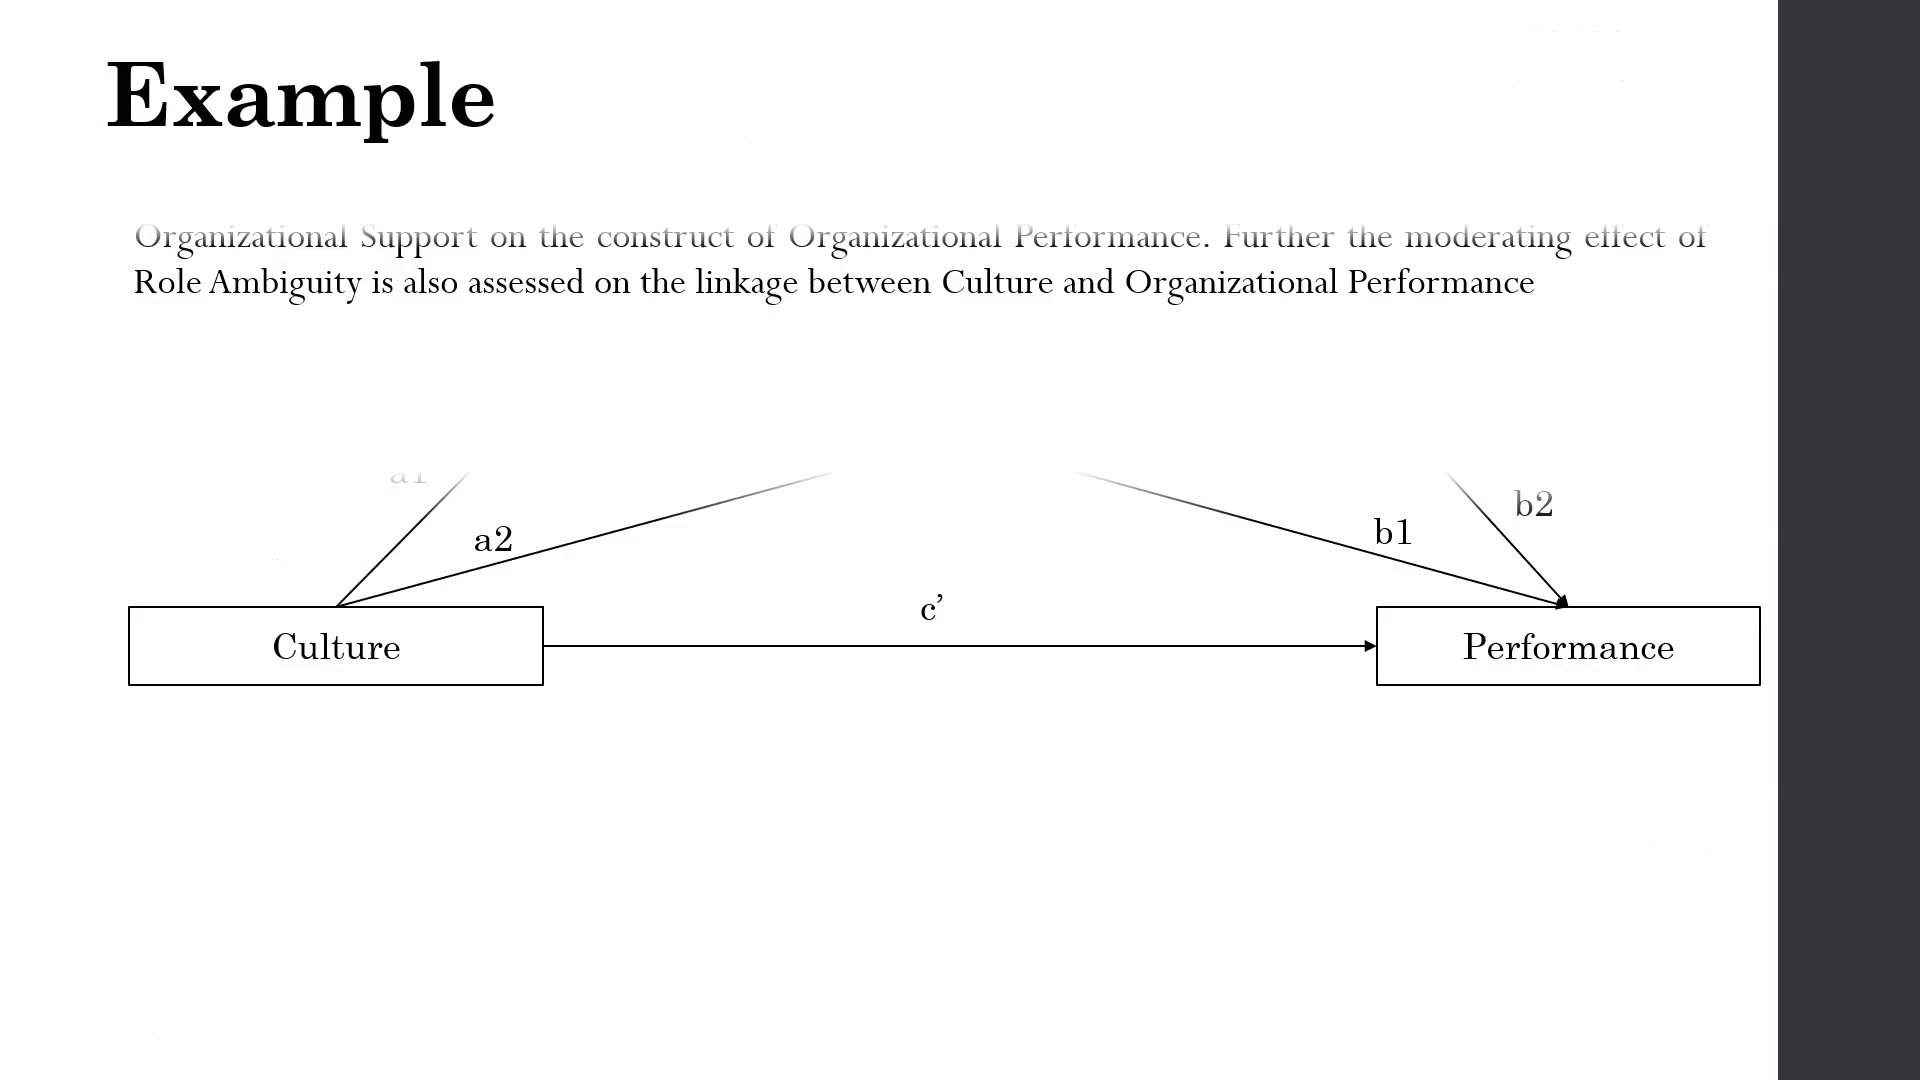 Example
Organizational Support on the construct of Organizational Performance. Further the moderating effect of
Role Ambiguity is also assessed on the linkage between Culture and Organizational Performance
a1
b2
a2
b1
c’
Culture
Performance